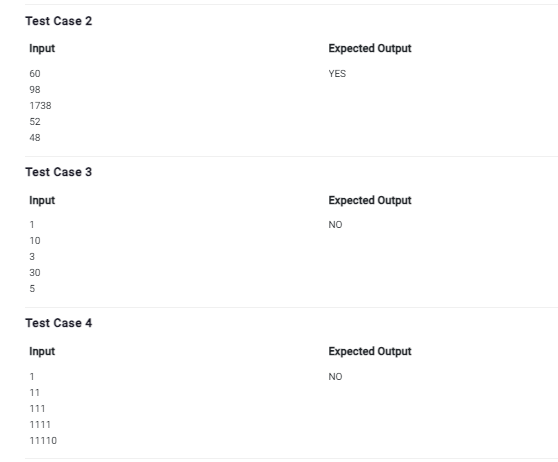 Test Case 2
Input Expected Output
60 YES
98
1738
52
48
Test Case 3
Input Expected Output
1 NO
10
3
30
5
Test Case 4
Input Expected Output
1 NO
11
111
1111
11110